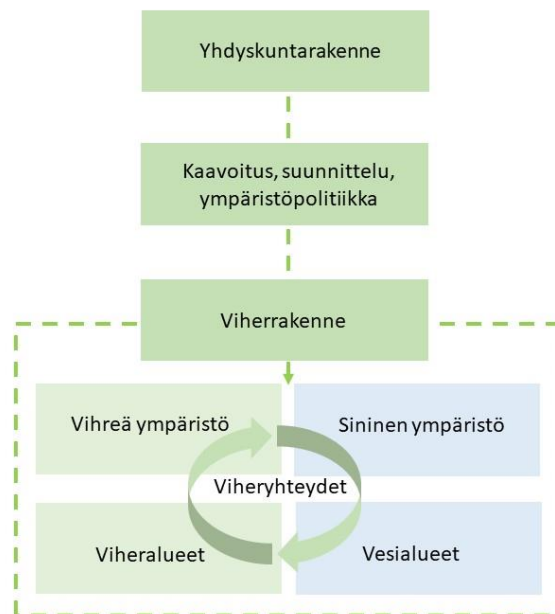 Yhdyskuntarakenne
Kaavoitus, suunnittelu,
ympäristöpolitiikka
Viherrakenne
Vihreä ympäristö
Sininen ympäristö
Viheryhteydet
Viheralueet
Vesialueet